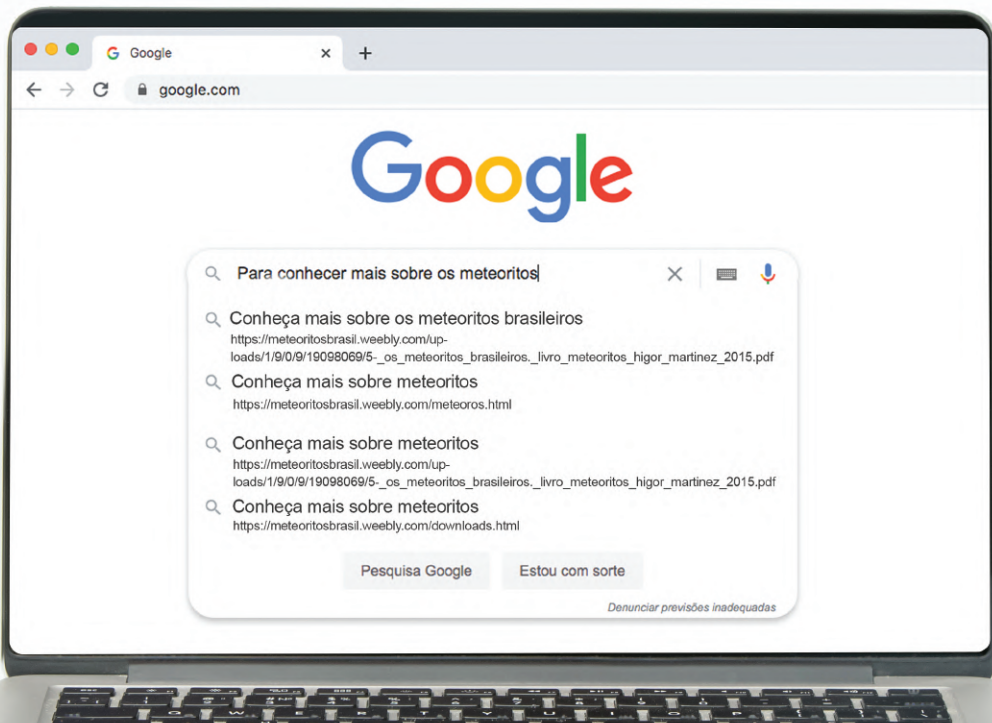 Google
google.com
Google
Para conhecer mais sobre os meteoritos
Conheça mais sobre os meteoritos brasileiros
https://meteoritosbrasil.weebly.com/up-
loads/1/9/0/9/19098069/5-_os_meteoritos_brasileiros._livro_meteoritos_higor_martinez_2015.pdf
Conheça mais sobre meteoritos
https://meteoritosbrasil.weebly.com/meteoros.html
Conheça mais sobre meteoritos
https://meteoritosbrasil.weebly.com/up-
loads/1/9/0/9/19098069/5-_os_meteoritos_brasileiros._livro_meteoritos_higor_martinez_2015.pdf
Conheça mais sobre meteoritos
https://meteoritosbrasil.weebly.com/downloads.html
Pesquisa Google Estou com sorte
Denunciar previsões inadequadas